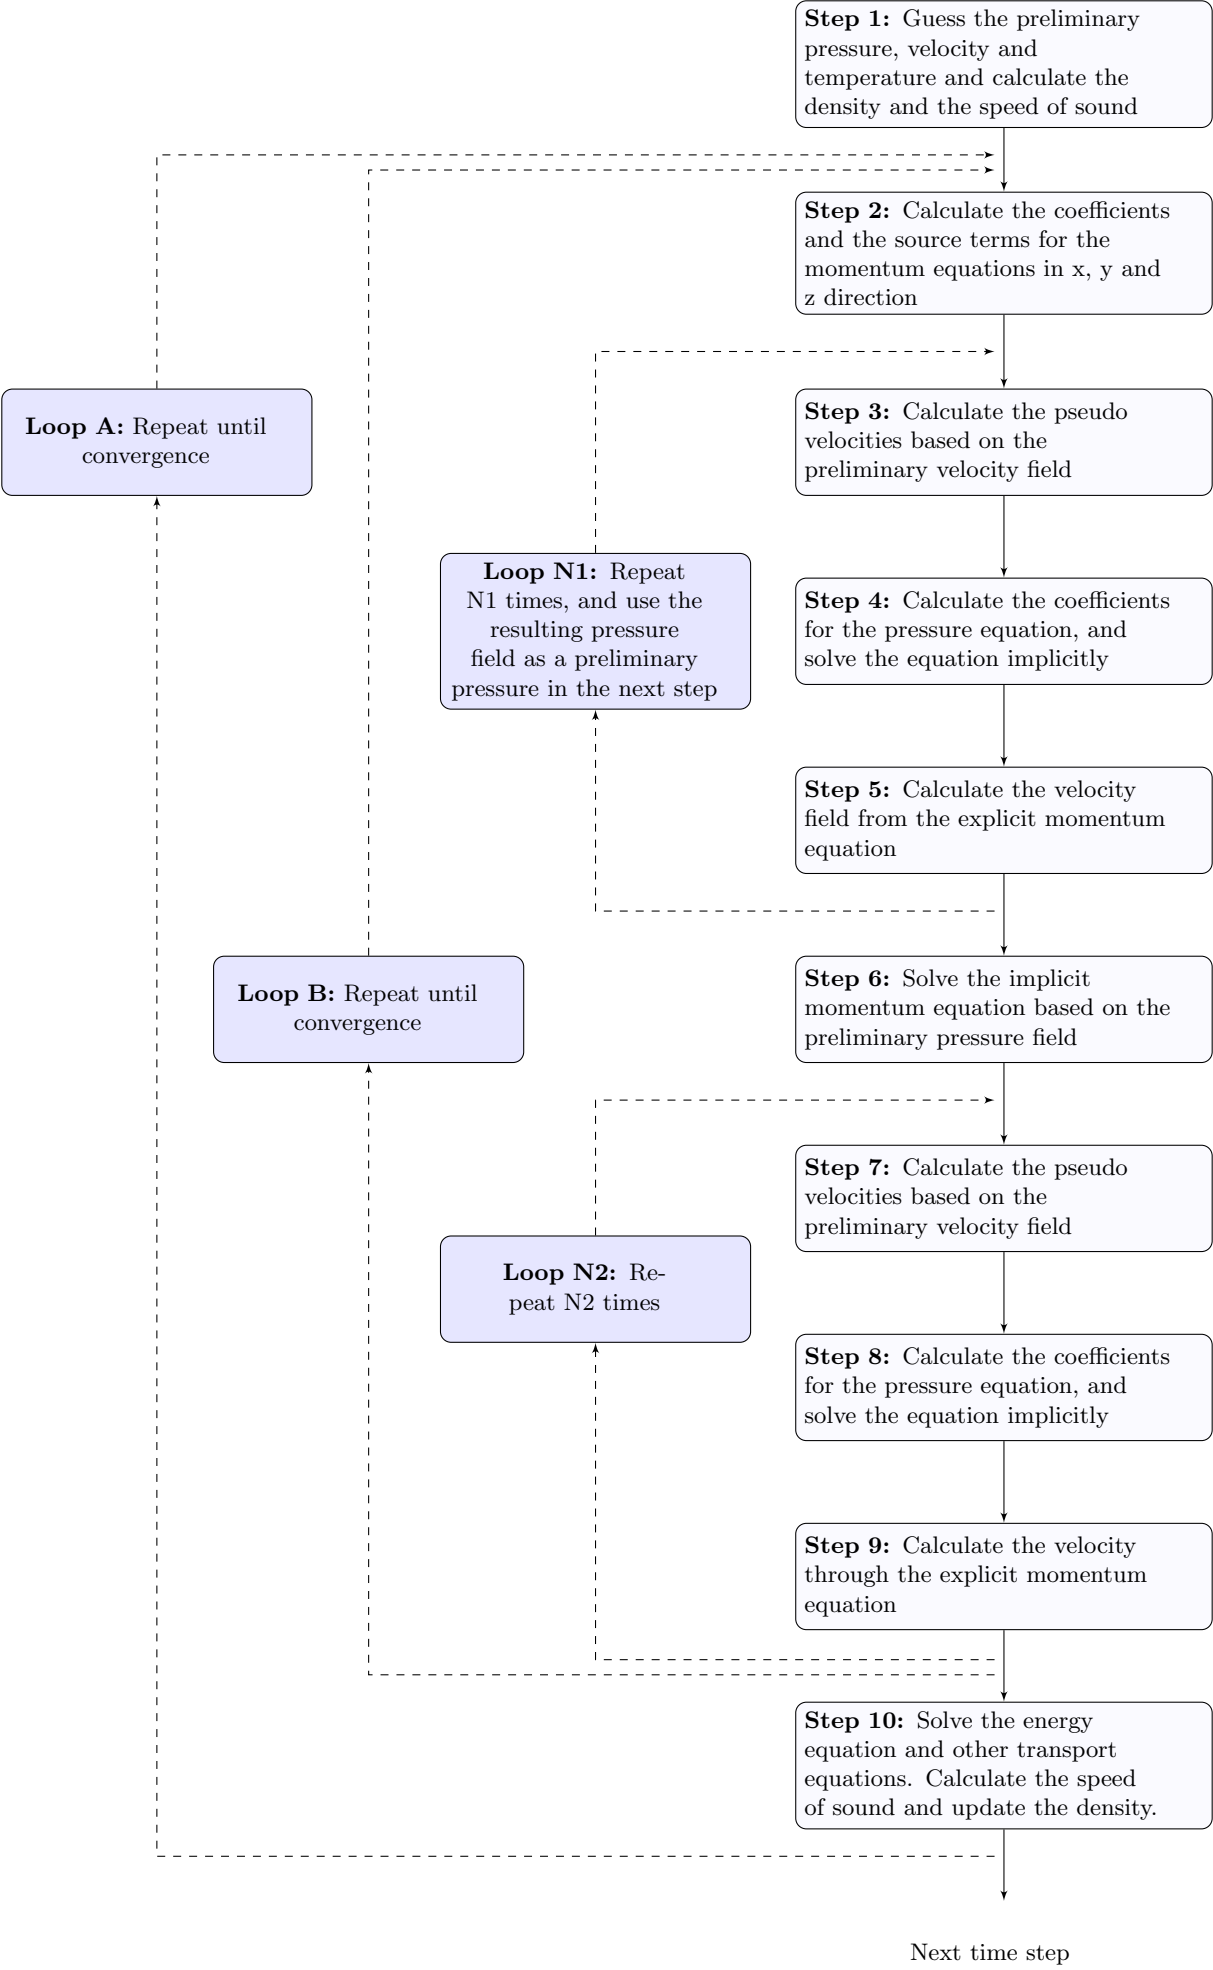 Step 1: Guess the preliminary
pressure, velocity and
temperature and calculate the
density and the speed of sound
Step 2: Calculate the coefficients
and the source terms for the
momentum equations in x, y and
z direction
Loop A: Repeat until
convergence
Step 3: Calculate the pseudo
velocities based on the
preliminary velocity field
Loop N1: Repeat
N1 times, and use the
resulting pressure
field as a preliminary
pressure in the next step
Step 4: Calculate the coefficients
for the pressure equation, and
solve the equation implicitly
Step 5: Calculate the velocity
field from the explicit momentum
equation
Loop B: Repeat until
convergence
Step 6: Solve the implicit
momentum equation based on the
preliminary pressure field
Step 7: Calculate the pseudo
velocities based on the
preliminary velocity field
Loop N2: Re-
peat N2 times
Step 8: Calculate the coefficients
for the pressure equation, and
solve the equation implicitly
Step 9: Calculate the velocity
through the explicit momentum
equation
Step 10: Solve the energy
equation and other transport
equations. Calculate the speed
of sound and update the density.
Next time step